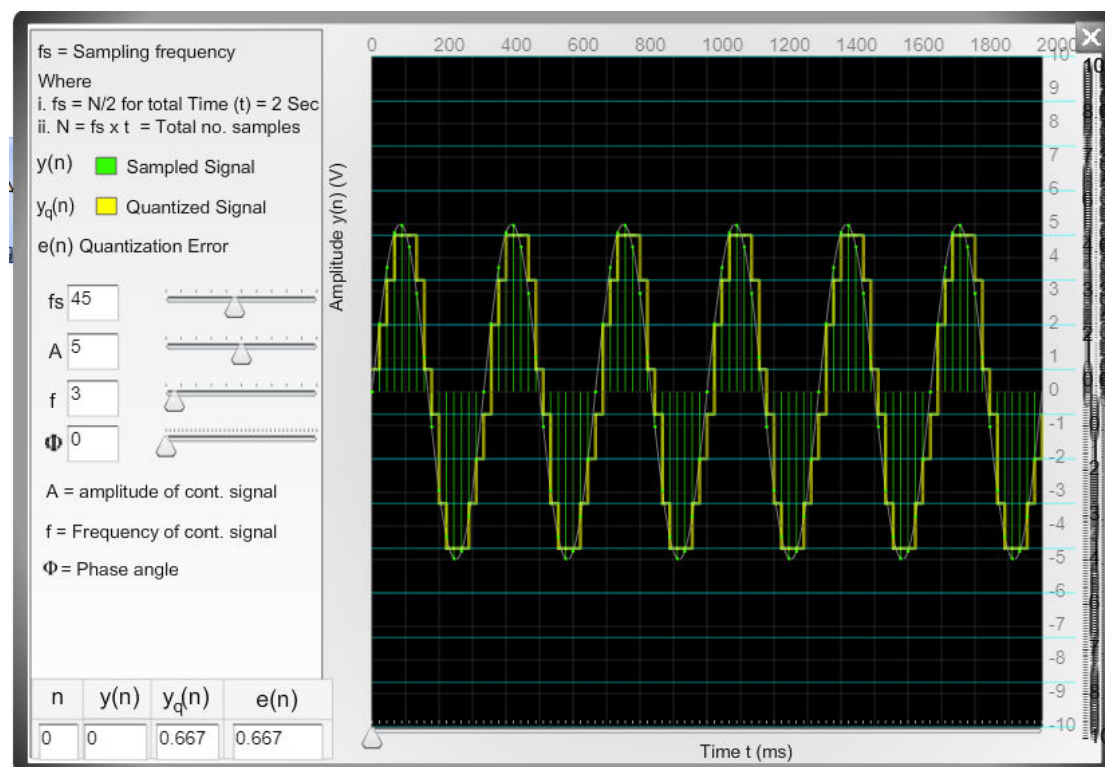 fs = Sampling frequency
Where
i. fs = N/2 for total Time (t) = 2 Sec
ii. N = fs x t = Total no. samples
y(n) Sampled Signal
yq(n) Quantized Signal
e(n) Quantization Error
fs 45
A 5
f 3
Φ 0
A = amplitude of cont. signal
f = Frequency of cont. signal
Φ = Phase angle
n y(n) yq(n) e(n)
0 0 0.667 0.667
0 200 400 600 800 1000 1200 1400 1600 1800 2000
Amplitude y(n) (V)
10
9
8
7
6
5
4
3
2
1
0
-1
-2
-3
-4
-5
-6
-7
-8
-9
-10
Time t (ms)